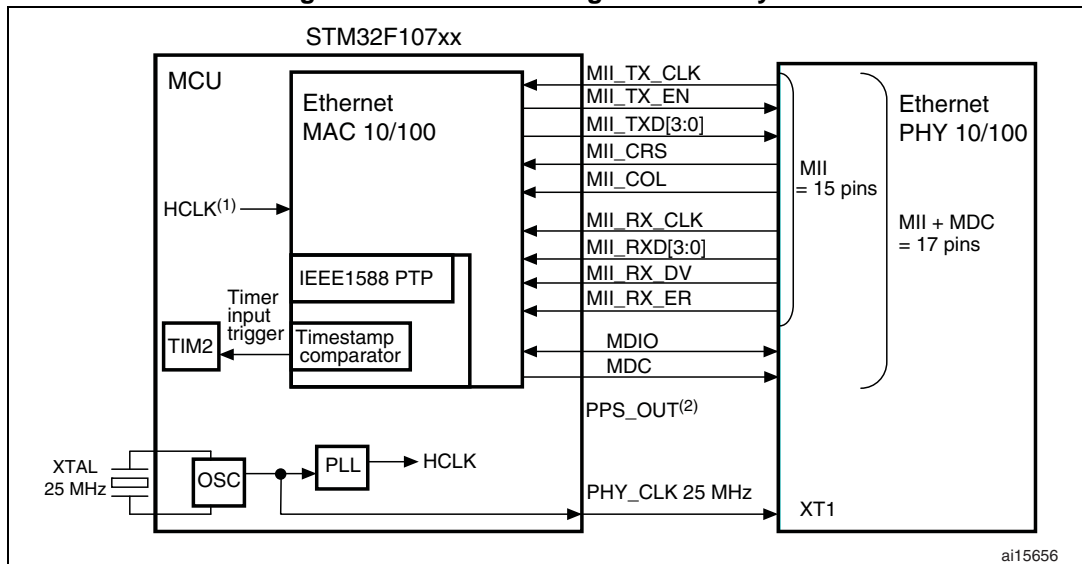 STM32F107xx
MCU
Ethernet
MAC 10/100
HCLK(1)
IEEE1588 PTP
Timer
input
trigger
TIM2
Timestamp
comparator
XTAL
25 MHz
OSC
PLL
HCLK
MII_TX_CLK
MII_TX_EN
MII_TXD[3:0]
MII_CRS
MII_COL
MII_RX_CLK
MII_RXD[3:0]
MII_RX_DV
MII_RX_ER
MDIO
MDC
PPS_OUT(2)
PHY_CLK 25 MHz
Ethernet
PHY 10/100
MII
= 15 pins
MII + MDC
= 17 pins
XT1
ai15656